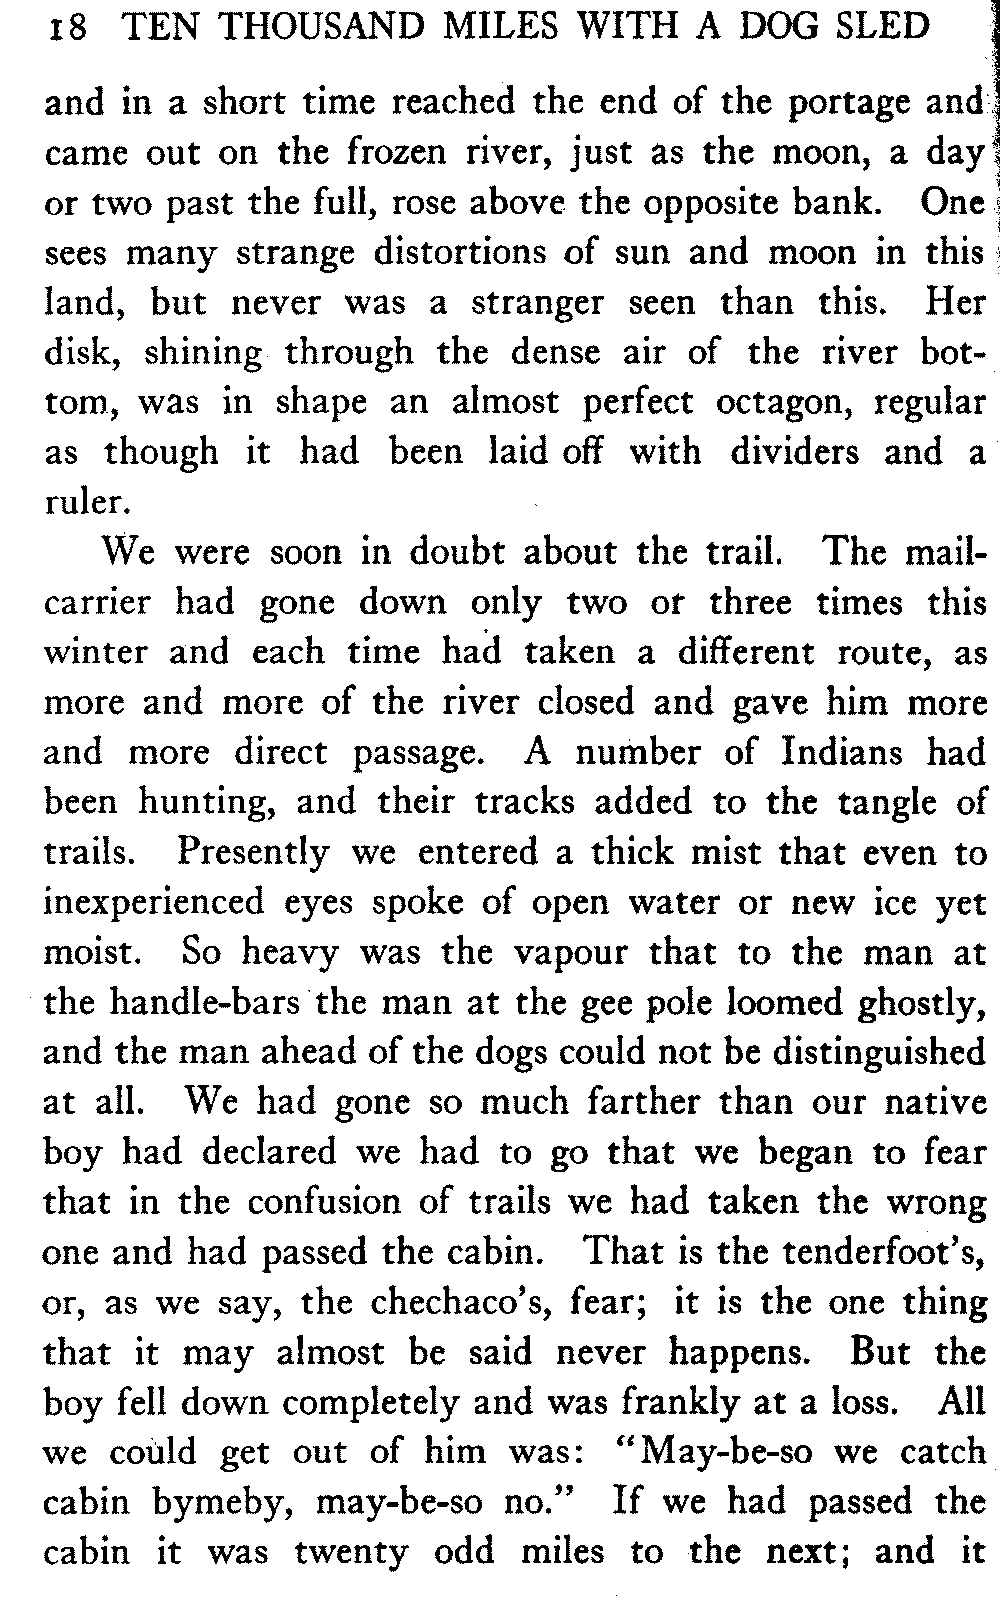 18 TEN THOUSAND MILES WITH A DOG SLED
and in a short time reached the end of the portage and
came out on the frozen river, just as the moon, a day
or two past the full, rose above the opposite bank. One
sees many strange distortions of sun and moon in this
land, but never was a stranger seen than this. Her
disk, shining through the dense air of the river bot-
tom, was in shape an almost perfect octagon, regular
as though it had been laid off with dividers and a
ruler.
We were soon in doubt about the trail. The mail-
carrier had gone down only two or three times this
winter and each time had taken a different route, as
more and more of the river closed and gave him more
and more direct passage. A number of Indians had
been hunting, and their tracks added to the tangle of
trails. Presently we entered a thick mist that even to
inexperienced eyes spoke of open water or new ice yet
moist. So heavy was the vapour that to the man at
the handle-bars the man at the gee pole loomed ghostly,
and the man ahead of the dogs could not be distinguished
at all. We had gone so much farther than our native
boy had declared we had to go that we began to fear
that in the confusion of trails we had taken the wrong
one and had passed the cabin. That is the tenderfoot's,
or, as we say, the chechaco's, fear; it is the one thing
that it may almost be said never happens. But the
boy fell down completely and was frankly at a loss. All
we could get out of him was: "May-be-so we catch
cabin bymeby, may-be-so no." If we had passed the
cabin it was twenty odd miles to the next; and it